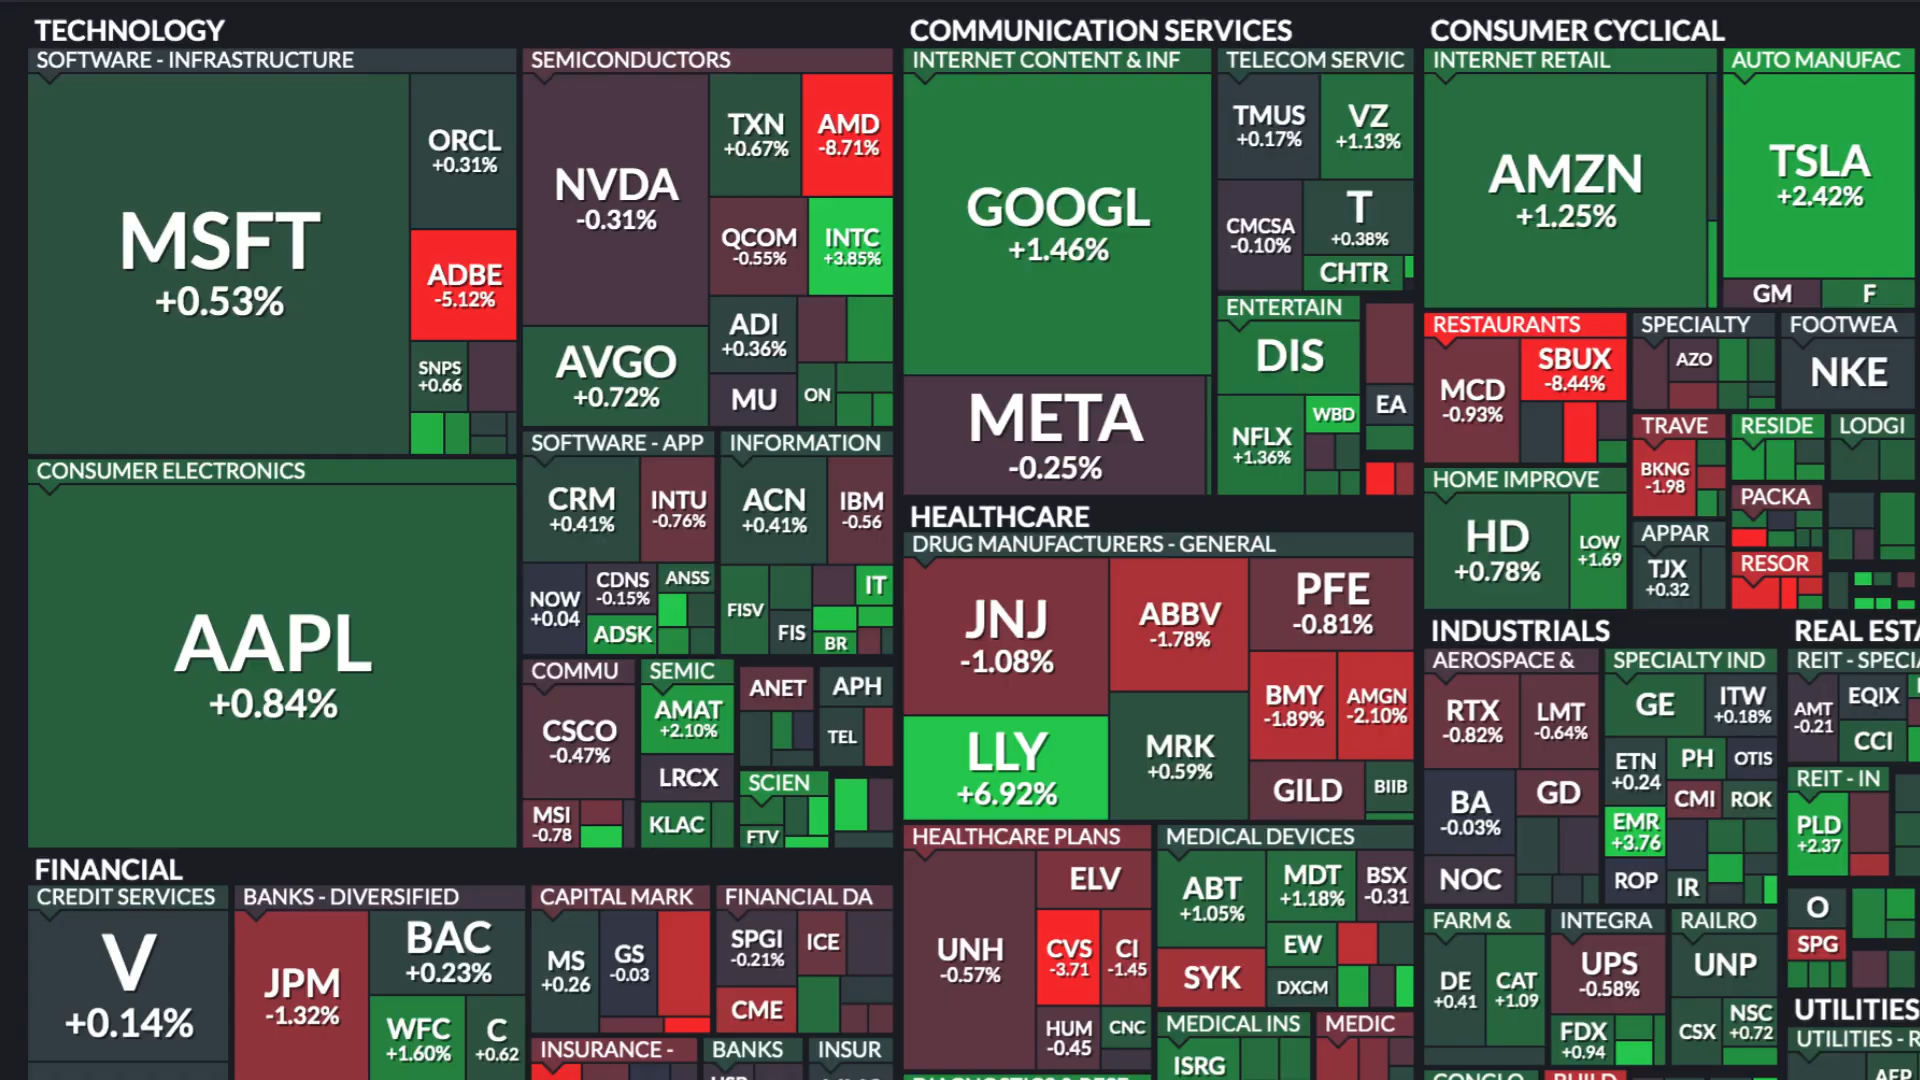 TECHNOLOGY
SOFTWARE - INFRASTRUCTURE
MSFT
+0.53%
ORCL
+0.31%
ADBE
-5.12%
SNPS
+0.66
CONSUMER ELECTRONICS
AAPL
+0.84%
SEMICONDUCTORS
NVDA
-0.31%
AVGO
+0.72%
TXN
+0.67%
AMD
-8.71%
QCOM
-0.55%
INTC
+3.85%
ADI
+0.36%
MU
ON
SOFTWARE - APP
CRM
+0.41%
INTU
-0.76%
NOW
+0.04
CDNS
-0.15%
ANSS
ADSK
INFORMATION
ACN
+0.41%
IBM
-0.56
FISV
FIS
IT
BR
COMMU
CSCO
-0.47%
MSI
-0.78
SEMIC
AMAT
+2.10%
LRCX
KLAC
ANET
APH
TEL
SCIEN
FTV
FINANCIAL
CREDIT SERVICES
V
+0.14%
BANKS - DIVERSIFIED
JPM
-1.32%
BAC
+0.23%
WFC
+1.60%
C
+0.62
CAPITAL MARK
MS
+0.26
GS
-0.03
FINANCIAL DA
SPGI
-0.21%
ICE
CME
INSURANCE -
BANKS
INSUR
COMMUNICATION SERVICES
INTERNET CONTENT & INF
GOOGL
+1.46%
META
-0.25%
TELECOM SERVIC
TMUS
+0.17%
VZ
+1.13%
CMCSA
-0.10%
T
+0.38%
CHTR
ENTERTAIN
DIS
NFLX
+1.36%
WBD
EA
HEALTHCARE
DRUG MANUFACTURERS - GENERAL
JNJ
-1.08%
LLY
+6.92%
ABBV
-1.78%
MRK
+0.59%
PFE
-0.81%
BMY
-1.89%
AMGN
-2.10%
GILD
BIIB
HEALTHCARE PLANS
UNH
-0.57%
ELV
CVS
-3.71
CI
-1.45
HUM
-0.45
CNC
MEDICAL DEVICES
ABT
+1.05%
MDT
+1.18%
BSX
-0.31
SYK
EW
DXCM
MEDICAL INS
ISRG
MEDIC
CONSUMER CYCLICAL
INTERNET RETAIL
AMZN
+1.25%
AUTO MANUFAC
TSLA
+2.42%
GM
F
RESTAURANTS
MCD
-0.93%
SBUX
-8.44%
SPECIALTY
AZO
FOOTWEA
NKE
HOME IMPROVE
HD
+0.78%
LOW
+1.69
TRAVE
BKNG
-1.98
RESIDE
LODGI
PACKA
APPAR
TJX
+0.32
RESOR
INDUSTRIALS
AEROSPACE &
RTX
-0.82%
LMT
-0.64%
BA
-0.03%
GD
NOC
SPECIALTY IND
GE
ITW
+0.18%
ETN
+0.24
PH
OTIS
EMR
+3.76
CMI
ROK
ROP
IR
FARM &
DE
+0.41
CAT
+1.09
INTEGRA
UPS
-0.58%
FDX
+0.94
RAILRO
UNP
CSX
NSC
+0.72
REAL ESTA
REIT - SPECIA
AMT
-0.21
EQIX
CCI
REIT - IN
PLD
+2.37
O
SPG
UTILITIES
UTILITIES - R